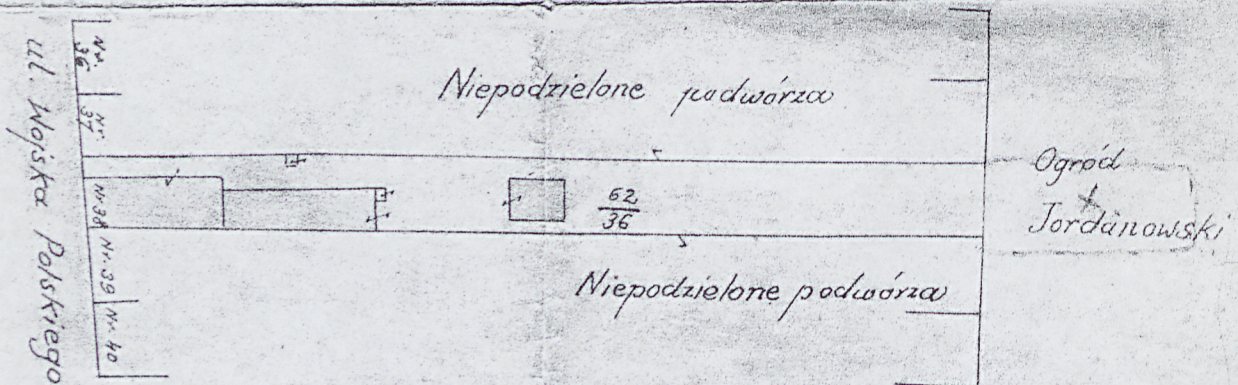 ul. Wojska Polskiego
Nr. 36
Nr. 37
Nr 38
Nr. 39
Nr. 40
Niepodzielone podwórza
62
36
Niepodzielone podwórza
Ogród
Jordanowski